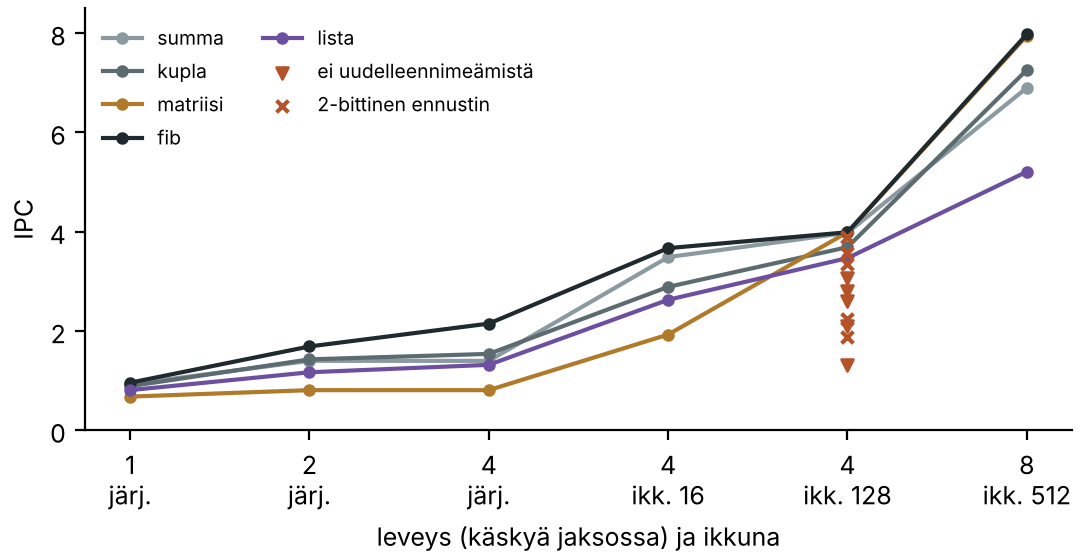 8
6
4
2
0
IPC
summa
kupla
matriisi
fib
lista
ei uudelleennimeämistä
2-bittinen ennustin
1
järj.
2
järj.
4
järj.
4
ikk. 16
4
ikk. 128
8
ikk. 512
leveys (käskyä jaksossa) ja ikkuna